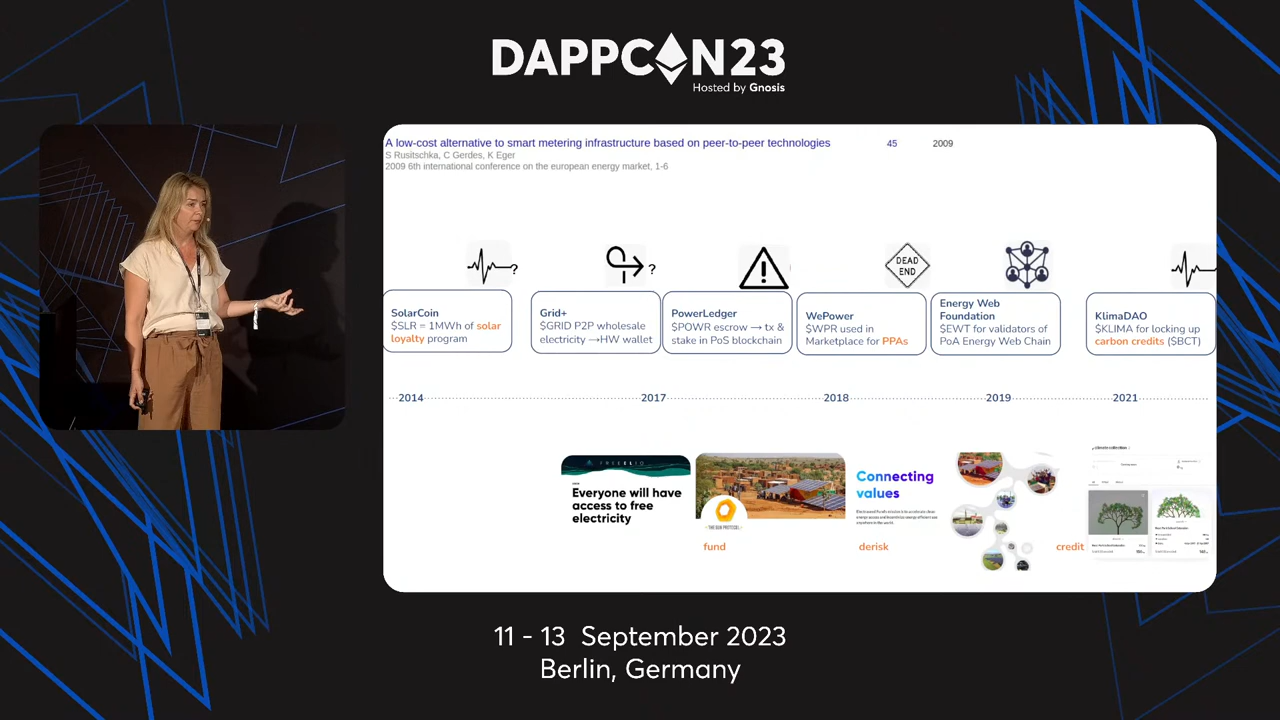 DAPPCON23
Hosted by Gnosis
A low-cost alternative to smart metering infrastructure based on peer-to-peer technologies 45 2009
S Rusitschka, C Gerdes, K Eger
2009 6th international conference on the european energy market, 1-6
?
?
DEAD
END
SolarCoin
$SLR = 1MWh of solar
loyalty program
Grid+
$GRID P2P wholesale
electricity →HW wallet
PowerLedger
$POWR escrow → tx &
stake in PoS blockchain
WePower
$WPR used in
Marketplace for PPAs
Energy Web
Foundation
$EWT for validators of
PoA Energy Web Chain
KlimaDAO
$KLIMA for locking up
carbon credits ($BCT)
2014 2017 2018 2019 2021
FREEELIO
Everyone will have
access to free
electricity
THE SUN PROTOCOL
fund
Connecting
values
derisk
credit
11 - 13 September 2023
Berlin, Germany